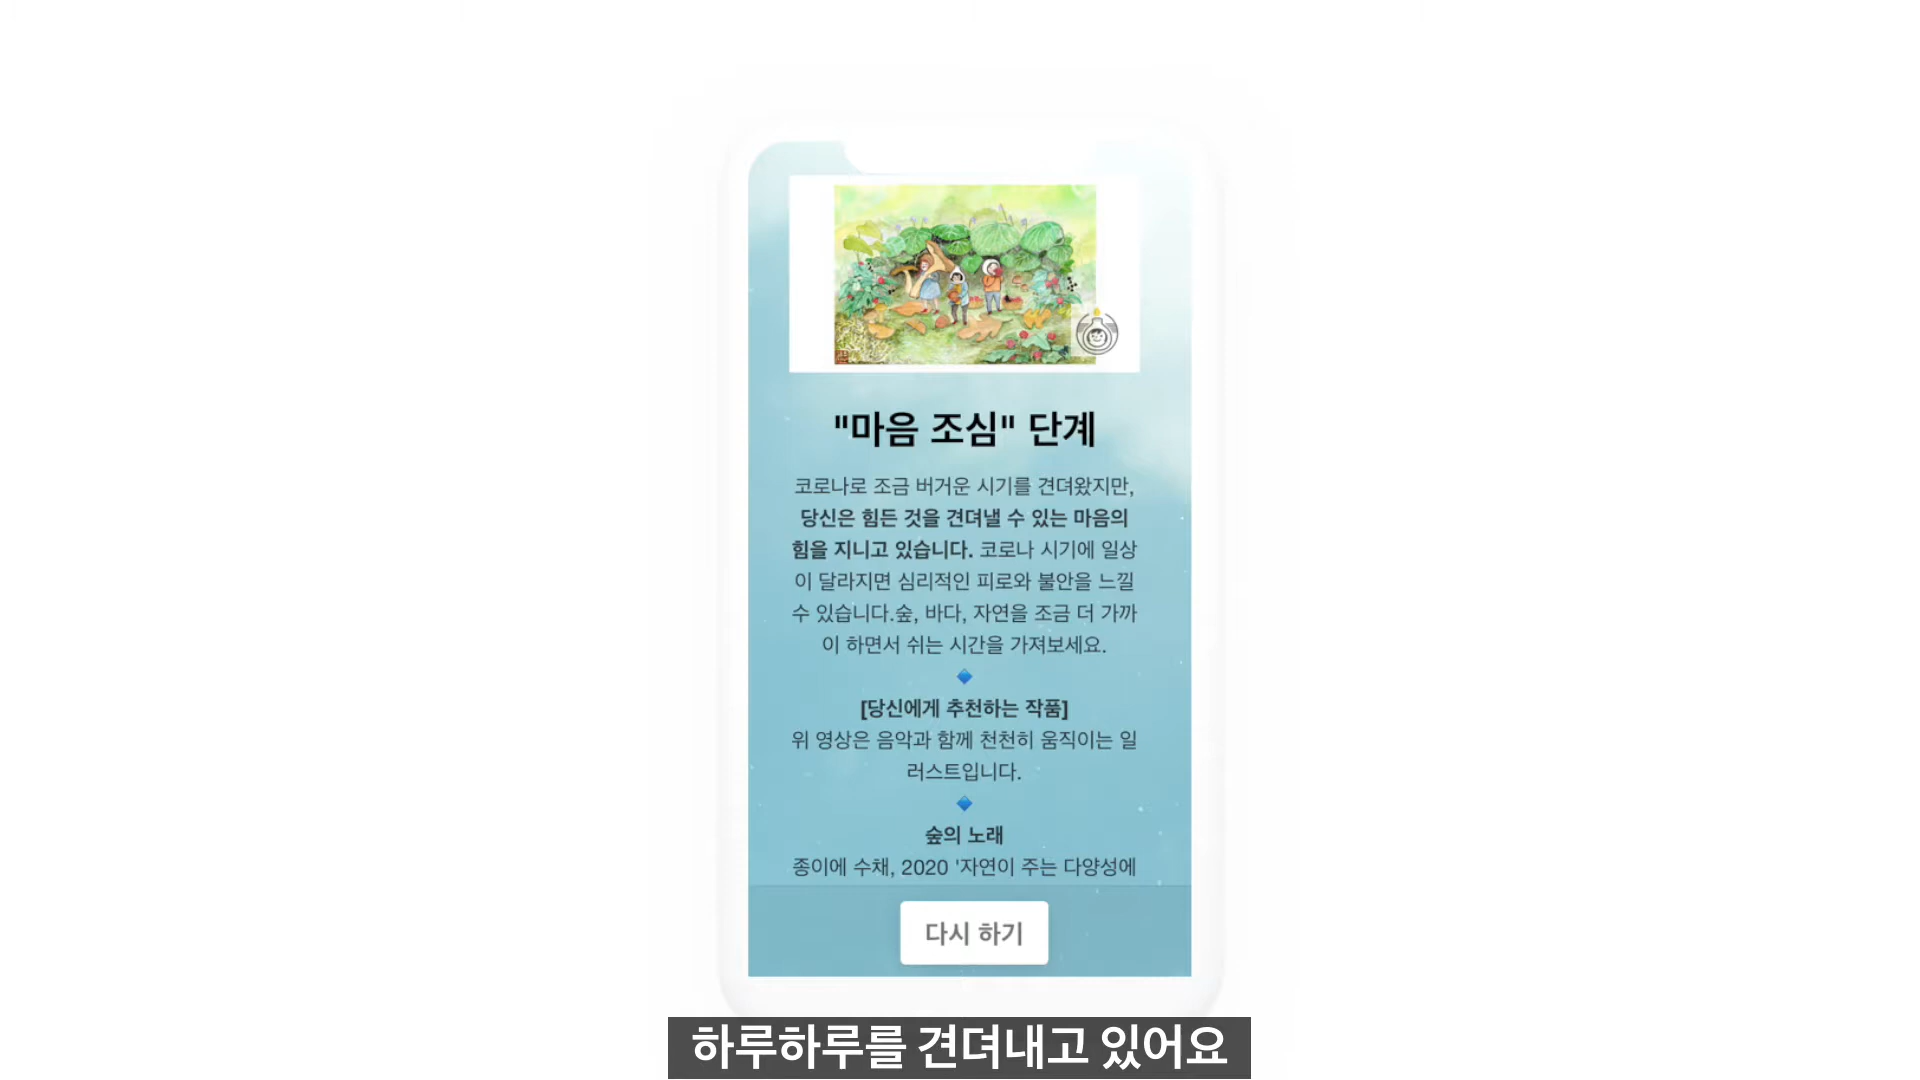 "마음 조심" 단계
코로나로 조금 버거운 시기를 견뎌왔지만,
당신은 힘든 것을 견뎌낼 수 있는 마음의
힘을 지니고 있습니다. 코로나 시기에 일상
이 달라지면 심리적인 피로와 불안을 느낄
수 있습니다.숲, 바다, 자연을 조금 더 가까
이 하면서 쉬는 시간을 가져보세요.
[당신에게 추천하는 작품]
위 영상은 음악과 함께 천천히 움직이는 일
러스트입니다.
숲의 노래
종이에 수채, 2020 '자연이 주는 다양성에
다시 하기
하루하루를 견뎌내고 있어요